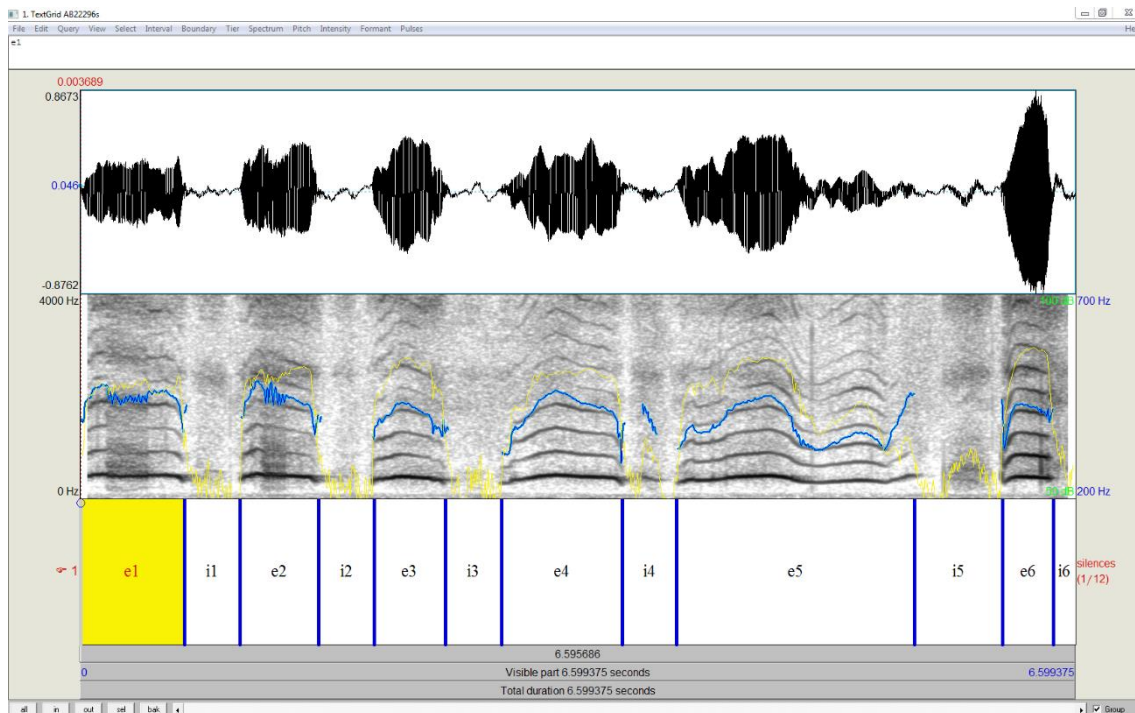 1. TextGrid AB22296s
File Edit Query View Select Interval Boundary Tier Spectrum Pitch Intensity Formant Pulses He
e1
0.003689
0.8673
0.046
-0.8762
4000 Hz 700 Hz
0 Hz 200 Hz
1 e1 i1 e2 i2 e3 i3 e4 i4 e5 i5 e6 i6 silences
(1/12)
6.595686
0 Visible part 6.599375 seconds 6.599375
Total duration 6.599375 seconds
all in out sel bak Group